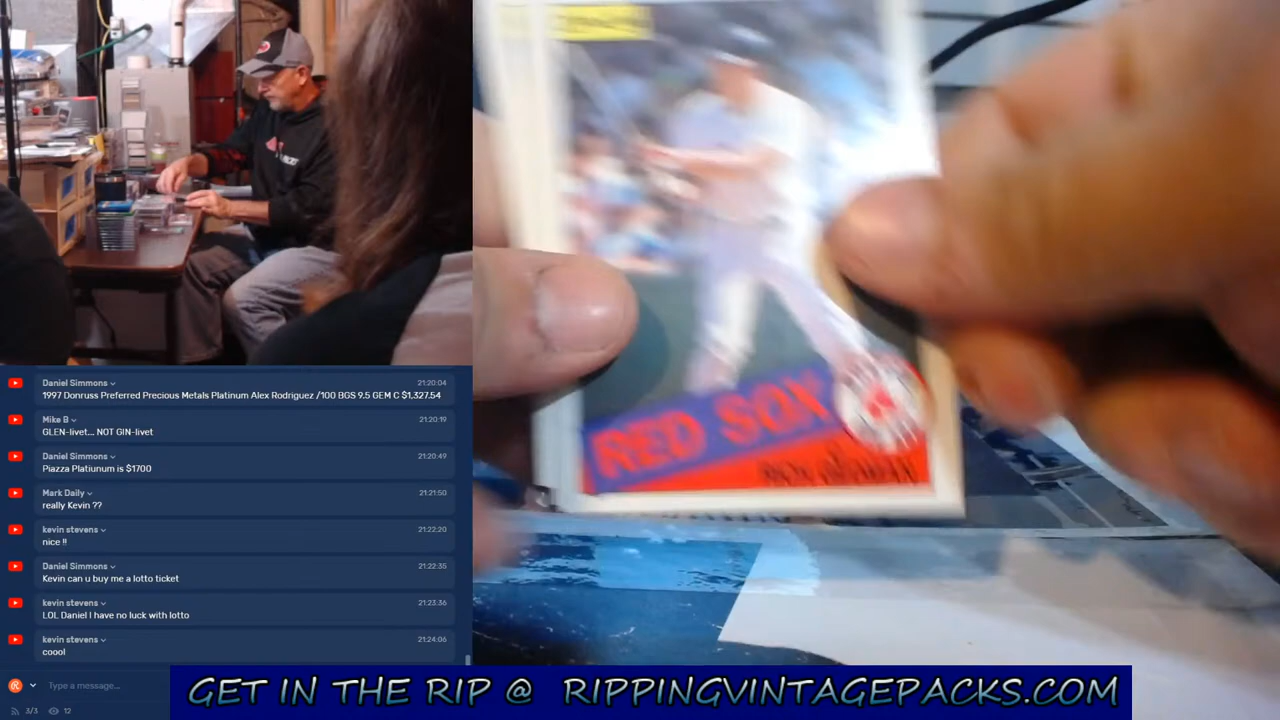 RED SOX
Daniel Simmons
21:20:04
1997 Donruss Preferred Precious Metals Platinum Alex Rodriguez /100 BGS 9.5 GEM C $1,327.54
Mike B
21:20:19
GLEN-livet... NOT GIN-livet
Daniel Simmons
21:20:49
Piazza Platiunum is $1700
Mark Daily
21:21:50
really Kevin ??
kevin stevens
21:22:20
nice !!
Daniel Simmons
21:22:35
Kevin can u buy me a lotto ticket
kevin stevens
21:23:36
LOL Daniel I have no luck with lotto
kevin stevens
21:24:06
coool
Type a message...
3/3 12
GET IN THE RIP @ RIPPINGVINTAGEPACKS.COM